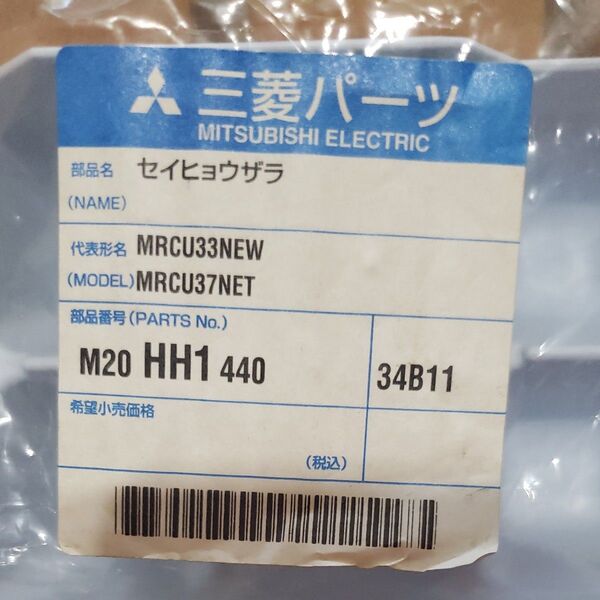 三菱パーツ
MITSUBISHI ELECTRIC
部品名 セイヒョウザラ
(NAME)
代表形名 MRCU33NEW
(MODEL) MRCU37NET
部品番号(PARTS No.)
M20 HH1 440 34B11
希望小売価格
(税込)